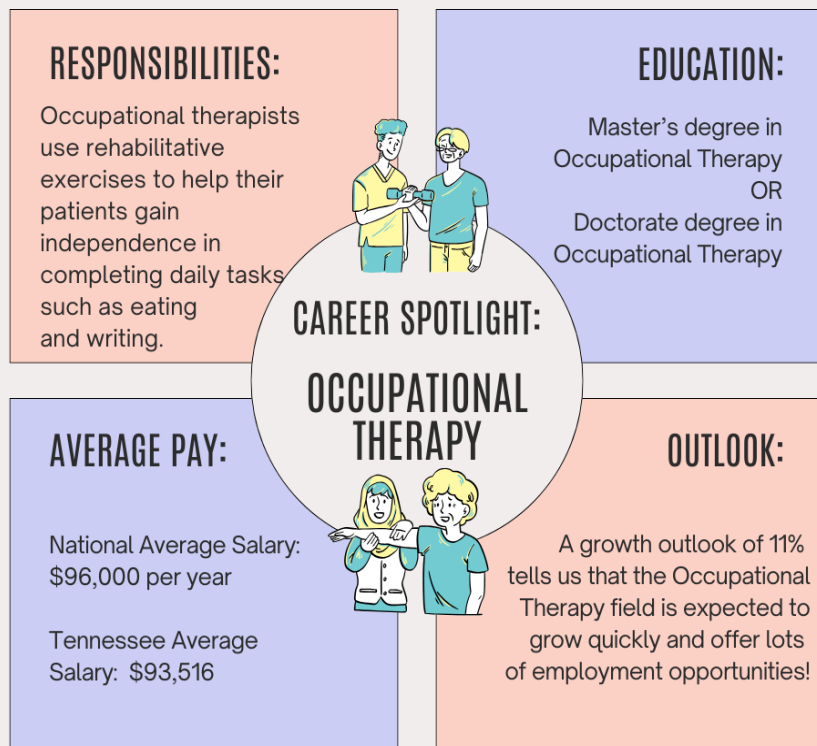 RESPONSIBILITIES:
Occupational therapists
use rehabilitative
exercises to help their
patients gain
independence in
completing daily tasks
such as eating
and writing.
EDUCATION:
Master's degree in
Occupational Therapy
OR
Doctorate degree in
Occupational Therapy
CAREER SPOTLIGHT:
OCCUPATIONAL
THERAPY
AVERAGE PAY:
National Average Salary:
$96,000 per year
Tennessee Average
Salary: $93,516
OUTLOOK:
A growth outlook of 11%
tells us that the Occupational
Therapy field is expected to
grow quickly and offer lots
of employment opportunities!